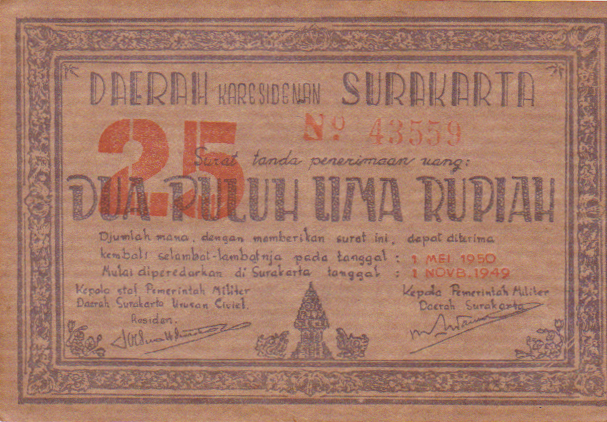 DAERAH KARESIDENAN SURAKARTA
25
No 43559
Surat tanda penerimaan uang:
DUA PULUH LIMA RUPIAH
Djumlah mana, dengan memberikan surat ini, dapat diterima
kembali selambat-lambatnja pada tanggal : 1 MEI 1950
Mulai diperedarkan di Surakarta tanggal : 1 NOVB. 1949
Kepala staf Pemerintah Militer
Daerah Surakarta Urusan Civiel.
Residen.
Kepala Pemerintah Militer
Daerah Surakarta